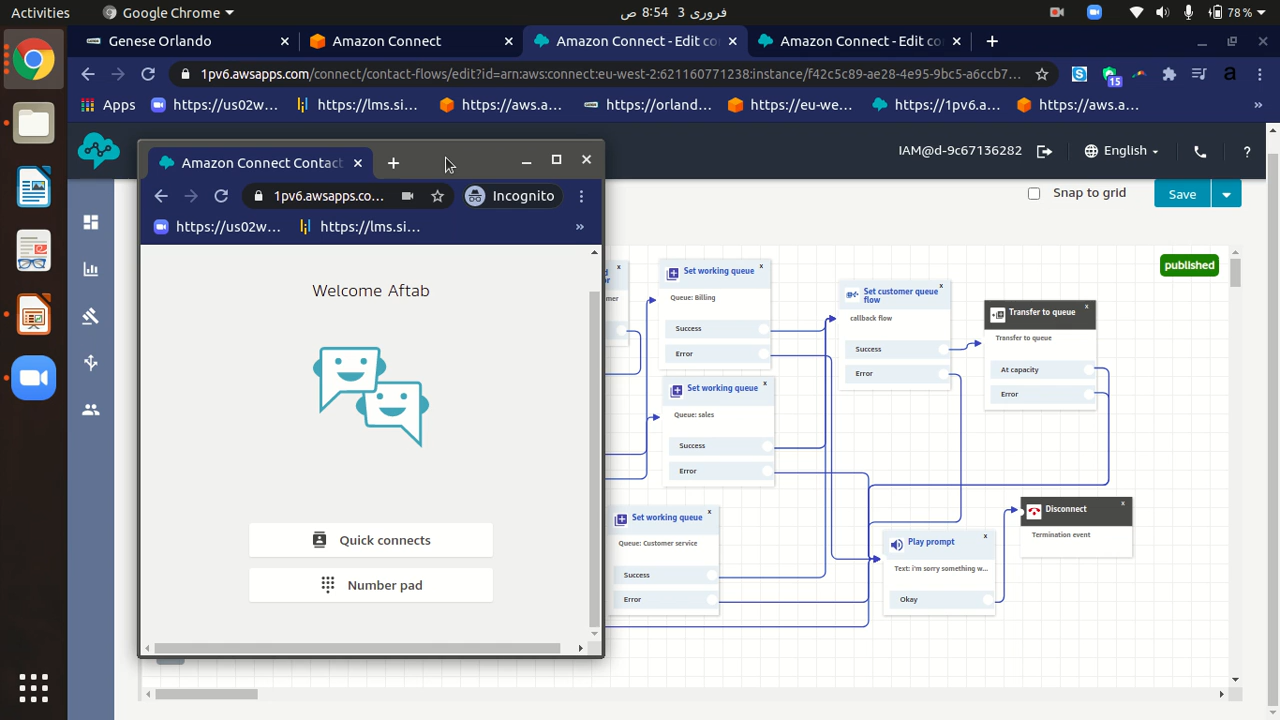 Activities
Google Chrome
فروری 3 8:54 ص
78 %
Genese Orlando
Amazon Connect
Amazon Connect - Edit co
Amazon Connect - Edit co
1pv6.awsapps.com/connect/contact-flows/edit?id=arn:aws:connect:eu-west-2:621160771238:instance/f42c5c89-ae28-4e95-9bc5-a6ccb7...
15
a
Apps
https://us02w...
https://lms.si...
https://aws.a...
https://orland...
https://eu-we...
https://1pv6.a...
https://aws.a...
»
IAM@d-9c67136282
English
?
Snap to grid
Save
published
Amazon Connect Contact
1pv6.awsapps.co...
Incognito
https://us02w...
https://lms.si...
»
Welcome Aftab
Quick connects
Number pad
Set working queue
Queue: Billing
Success
Error
Set working queue
Queue: sales
Success
Error
Set working queue
Queue: Customer service
Success
Error
Set customer queue
flow
callback flow
Success
Error
Transfer to queue
Transfer to queue
At capacity
Error
Play prompt
Text: i'm sorry something w...
Okay
Disconnect
Termination event